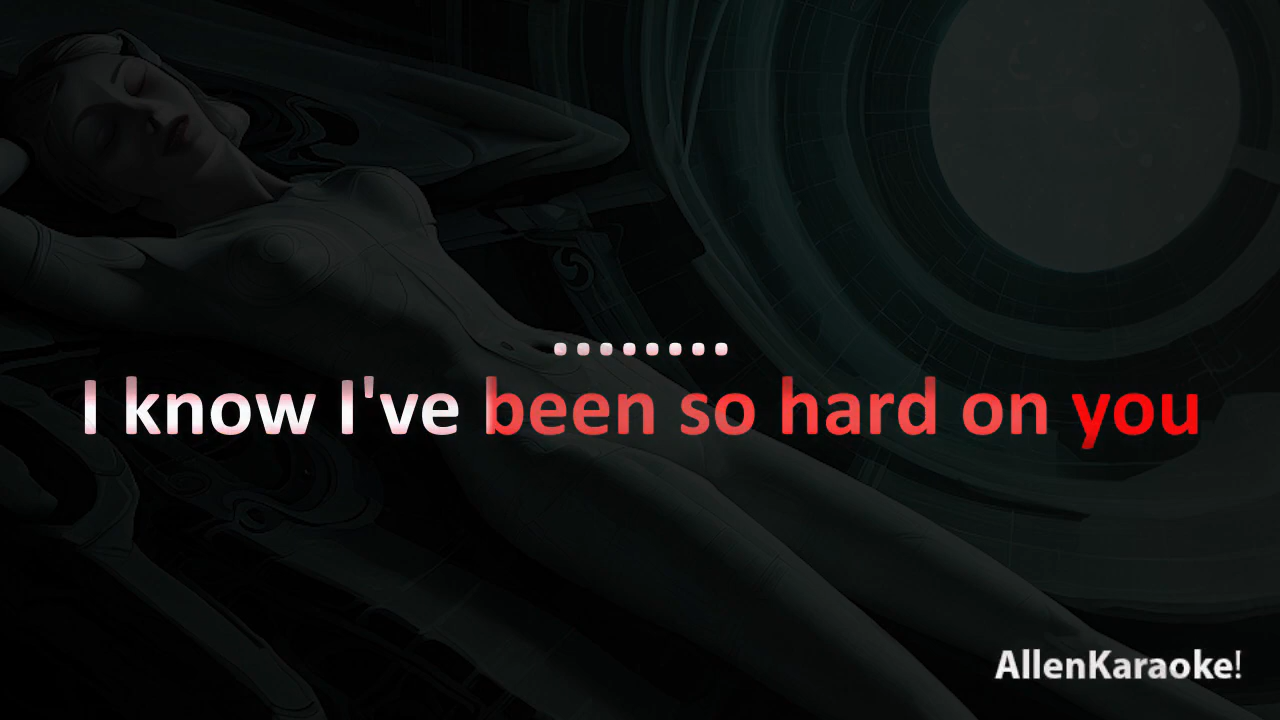 ........
I know I've been so hard on you
AllenKaraoke!